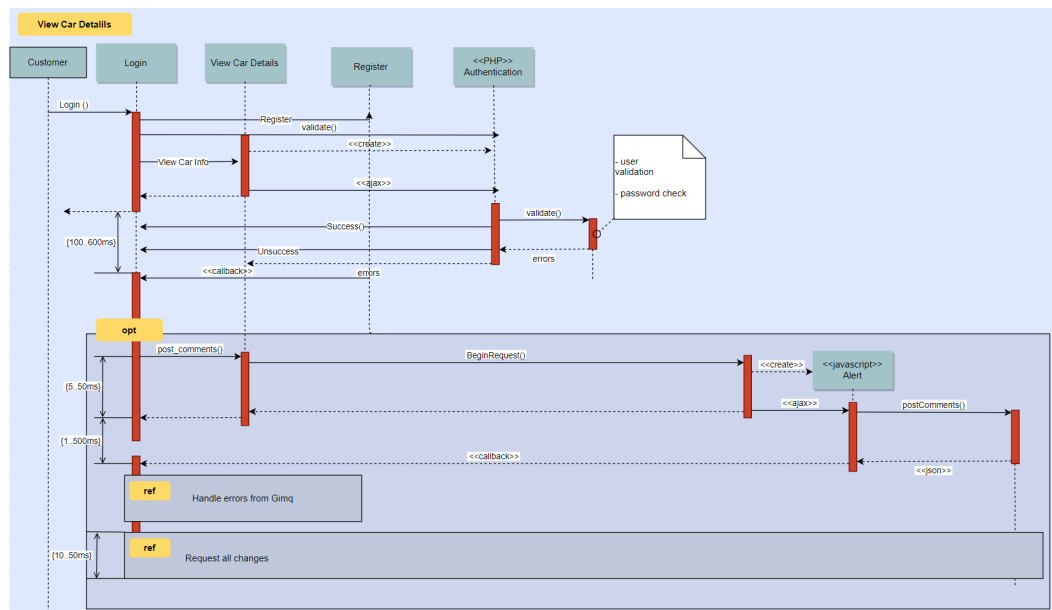 View Car Detalils
Customer
Login
View Car Details
Register
<<PHP>>
Authentication
Login ()
Register
validate()
<<create>>
- user
validation
- password check
View Car Info
<<ajax>>
validate()
Success()
{100..600ms}
Unsuccess
errors
<<callback>>
errors
opt
post_comments()
BeginRequest()
<<create>>
<<javascript>>
Alert
{5..50ms}
<<ajax>>
postComments()
{1..500ms}
<<callback>>
<<json>>
ref
Handle errors from Gimq
ref
Request all changes
{10..50ms}